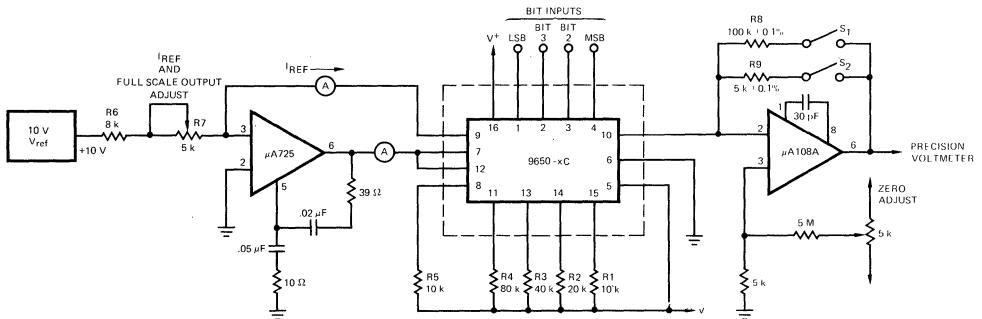 BIT INPUTS
V+ LSB BIT 3 BIT 2 MSB
IREF
AND
FULL SCALE OUTPUT
ADJUST
IREF
A
R6
8 k
R7
5 k
10 V
Vref
+10 V
3
2
6
5
µA725
A
39 Ω
.02 µF
.05 µF
10 Ω
16 1 2 3 4
9
7
12
8
10
6
5
9650-xC
11 13 14 15
R5
10 k
R4
80 k
R3
40 k
R2
20 k
R1
10 k
V
R8
100 k ± 0.1%
S1
R9
5 k ± 0.1%
S2
1
30 pF
8
2
3
6
µA108A
PRECISION
VOLTMETER
ZERO
ADJUST
5 M
5 k
5 k